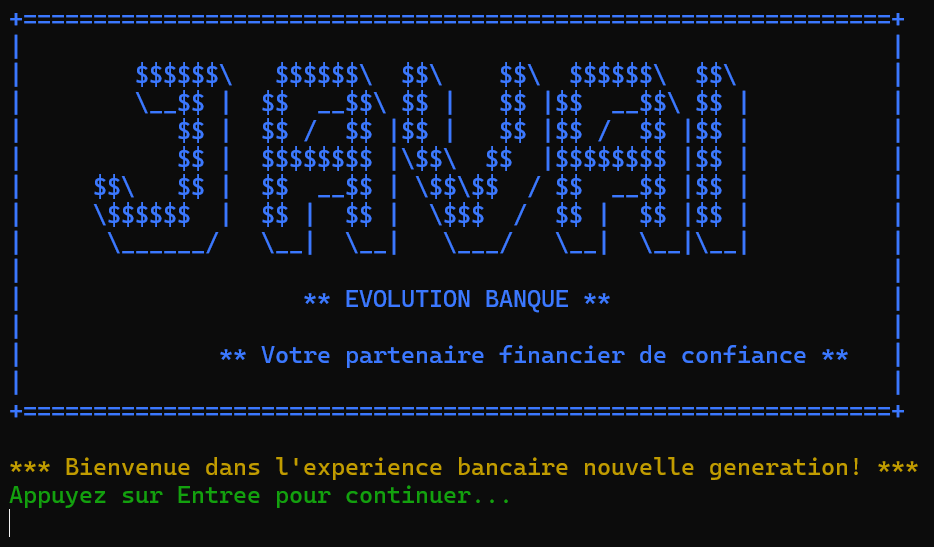 +==============================================================+
|                                                              |
|        $$$$$$\   $$$$$$\  $$\    $$\  $$$$$$\  $$\           |
|        \__$$ |  $$  __$$\ $$ |   $$ |$$  __$$\ $$ |          |
|           $$ |  $$ /  $$ |$$ |   $$ |$$ /  $$ |$$ |          |
|           $$ |  $$$$$$$$ |\$$\  $$  |$$$$$$$$ |$$ |          |
|     $$\   $$ |  $$  __$$ | \$$\$$  / $$  __$$ |$$ |          |
|     \$$$$$$  |  $$ |  $$ |  \$$$  /  $$ |  $$ |$$ |          |
|      \______/   \__|  \__|   \___/   \__|  \__|\__|          |
|                                                              |
|                    ** EVOLUTION BANQUE **                    |
|                                                              |
|              ** Votre partenaire financier de confiance **   |
|                                                              |
+==============================================================+
*** Bienvenue dans l'experience bancaire nouvelle generation! ***
Appuyez sur Entree pour continuer...